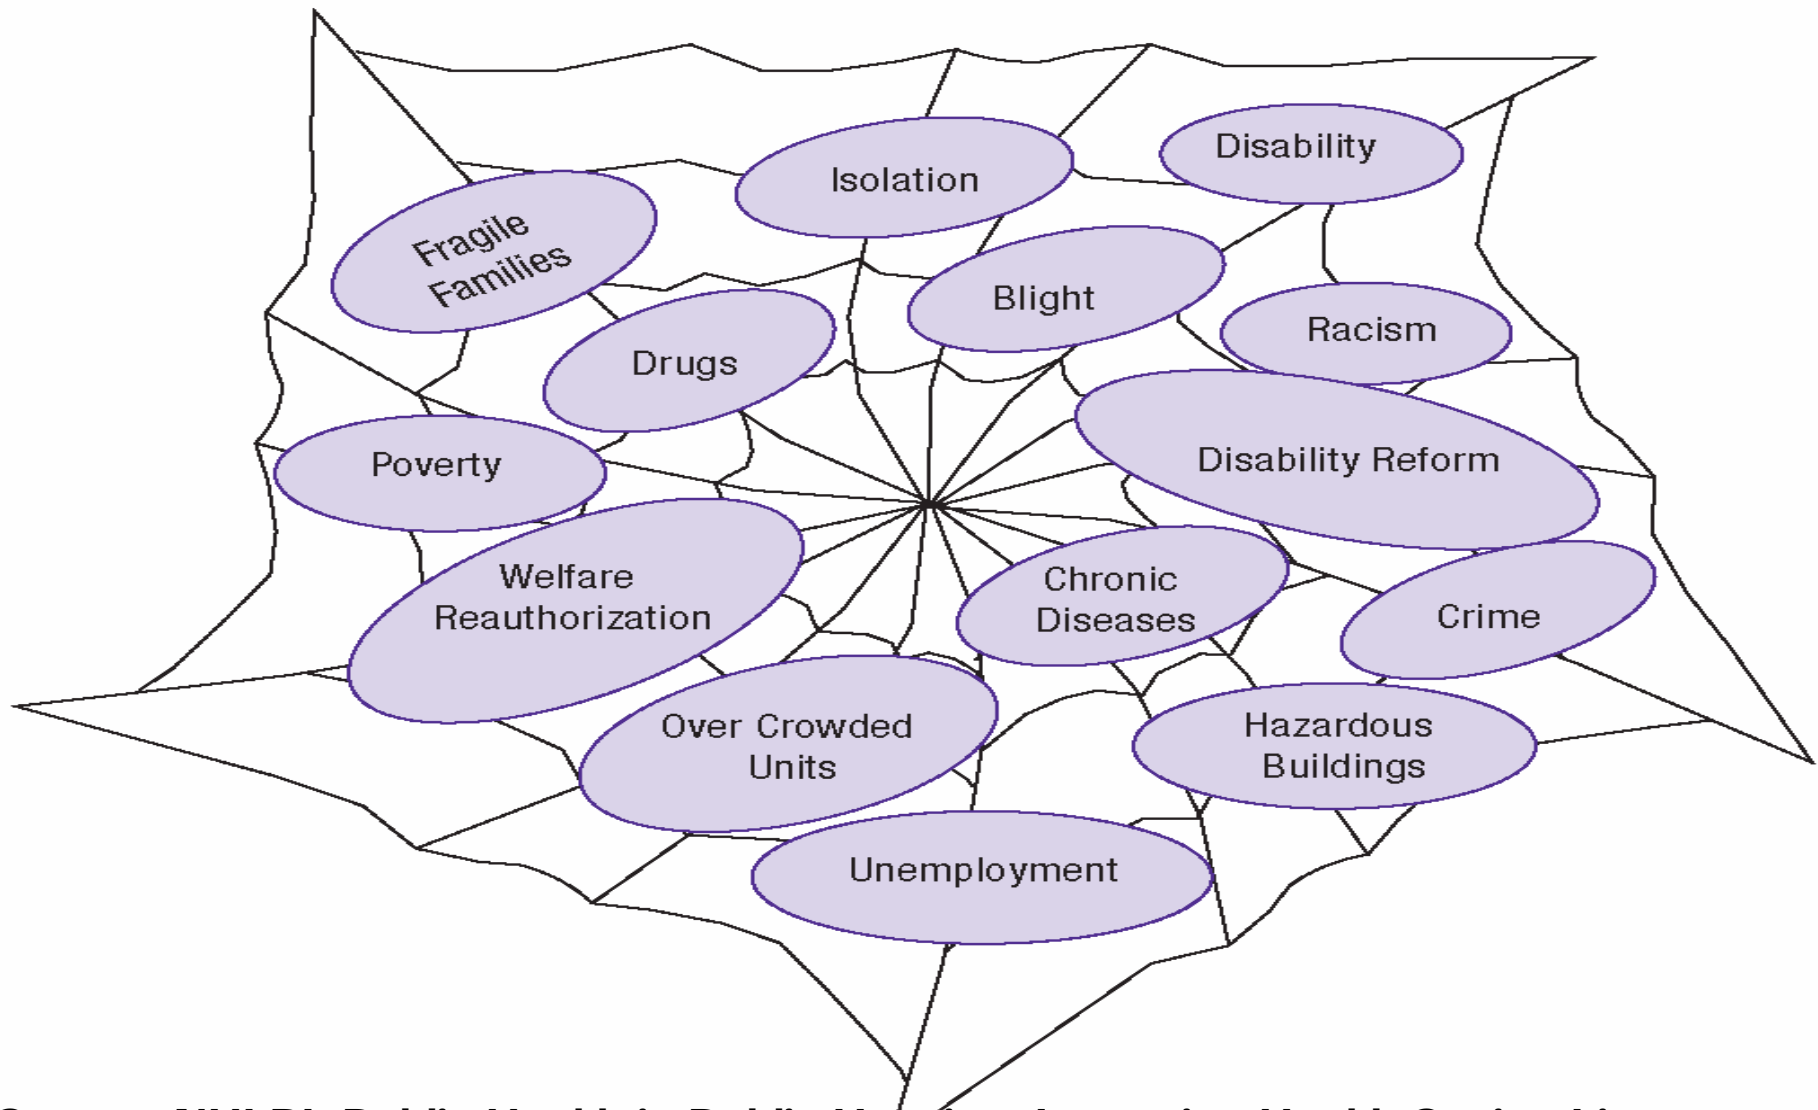 Isolation
Disability
Fragile
Families
Blight
Racism
Drugs
Poverty
Disability Reform
Welfare
Reauthorization
Chronic
Diseases
Crime
Over Crowded
Units
Hazardous
Buildings
Unemployment